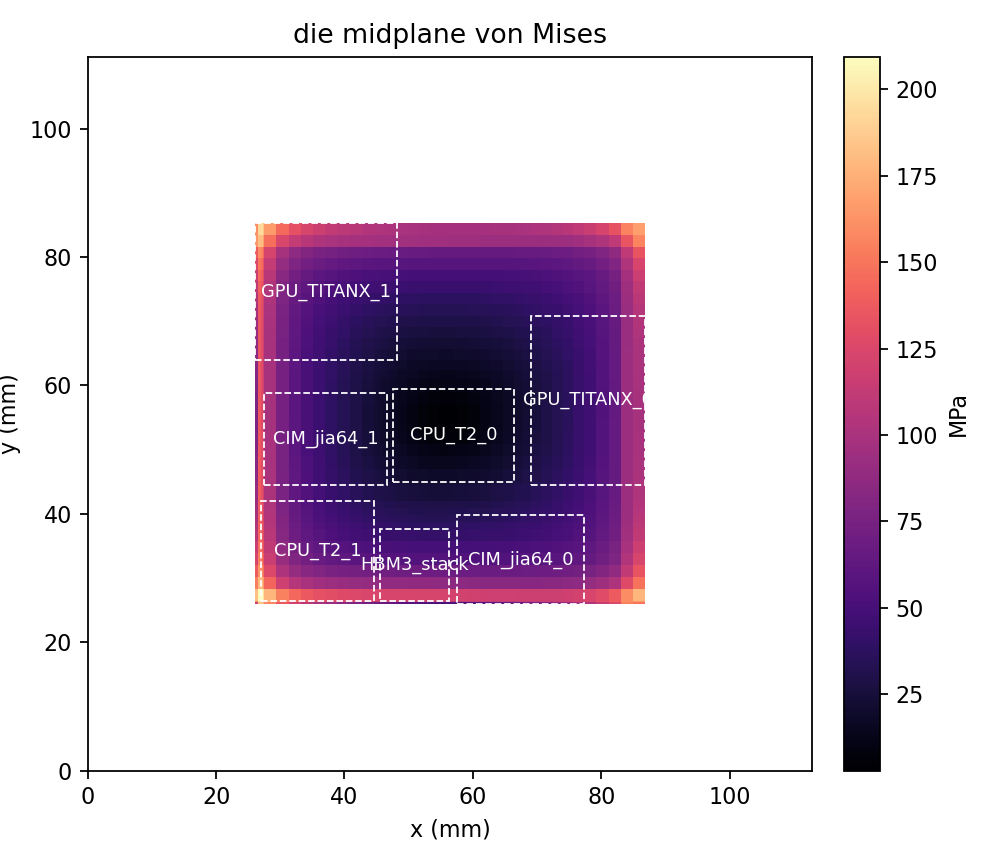 die midplane von Mises
200
175
150
125
100
75
50
25
MPa
100
80
60
40
20
0
y (mm)
0
20
40
60
80
100
x (mm)
GPU_TITANX_1
GPU_TITANX_0
CIM_jia64_1
CPU_T2_0
CPU_T2_1
HBM3_stack
CIM_jia64_0